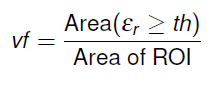 vf = Area(εᵣ ≥ th) / Area of ROI